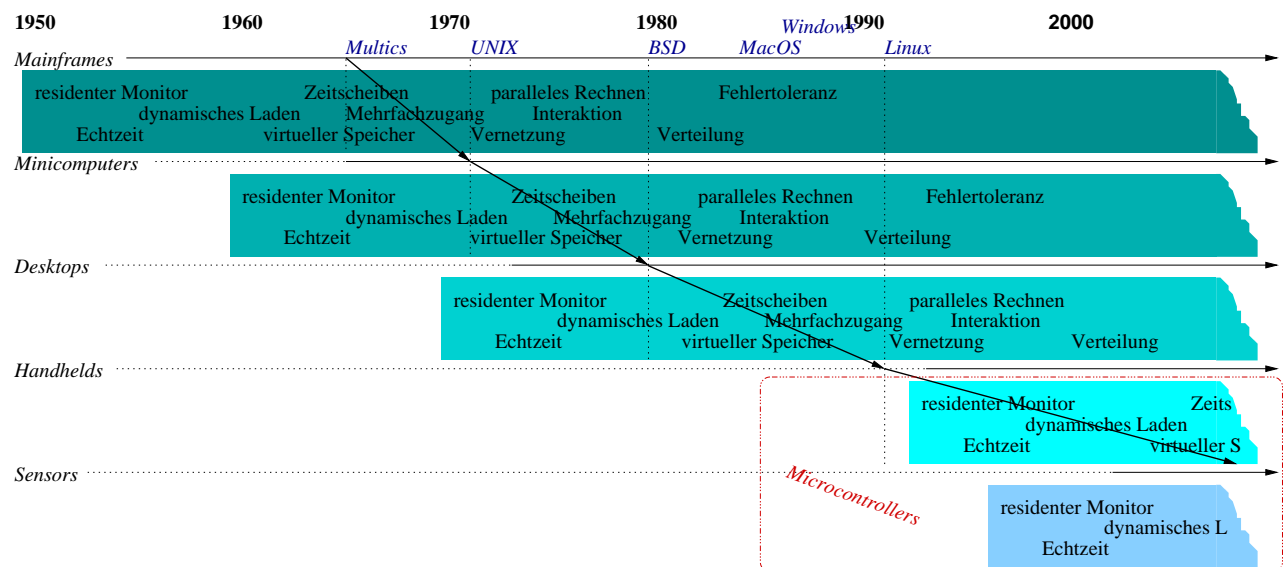 1950 1960 1970 1980 1990 2000
Windows
Multics UNIX BSD MacOS Linux
Mainframes
residenter Monitor Zeitscheiben paralleles Rechnen Fehlertoleranz
dynamisches Laden Mehrfachzugang Interaktion
Echtzeit virtueller Speicher Vernetzung Verteilung
Minicomputers
residenter Monitor Zeitscheiben paralleles Rechnen Fehlertoleranz
dynamisches Laden Mehrfachzugang Interaktion
Echtzeit virtueller Speicher Vernetzung Verteilung
Desktops
residenter Monitor Zeitscheiben paralleles Rechnen
dynamisches Laden Mehrfachzugang Interaktion
Echtzeit virtueller Speicher Vernetzung Verteilung
Handhelds
residenter Monitor Zeits
dynamisches Laden
Echtzeit virtueller S
Sensors
Microcontrollers
residenter Monitor
dynamisches L
Echtzeit